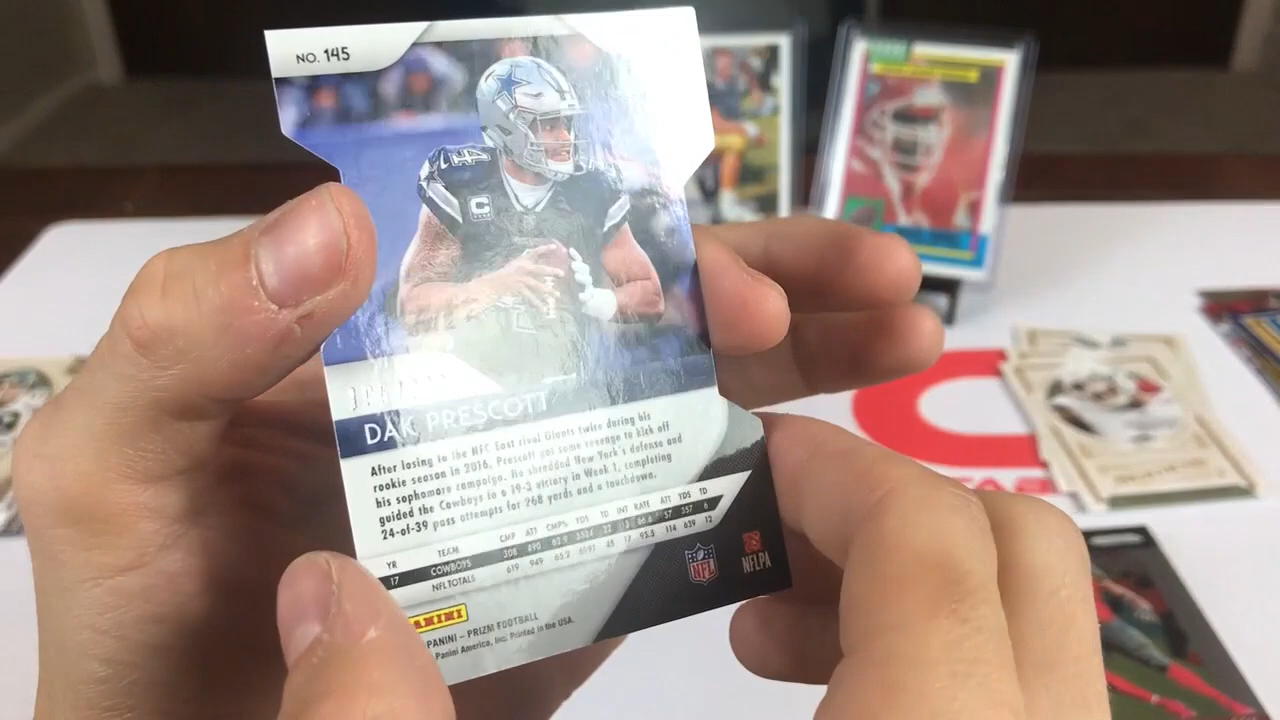 NO. 145
4
C
DAK PRESCOTT
After losing to the NFC East rival Giants twice during his
rookie season in 2016, Prescott got some revenge to kick off
his sophomore campaign. He shredded New York's defense and
guided the Cowboys to a 19-3 victory in Week 1, completing
24-of-39 pass attempts for 268 yards and a touchdown.
YR TEAM CMP ATT CMP% YDS TD INT RATE ATT YDS TD
17 COWBOYS 308 490 62.9 3324 22 13 86.6 57 357 6
NFL TOTALS 619 949 65.2 6991 45 17 95.5 114 639 12
NFL
NFLPA
PANINI
PANINI – PRIZM FOOTBALL
Panini America, Inc. Printed in the USA.